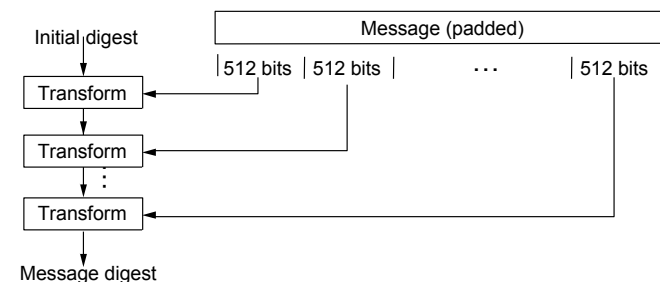 Message (padded)
Initial digest
512 bits 512 bits ... 512 bits
Transform
Transform
Transform
Message digest